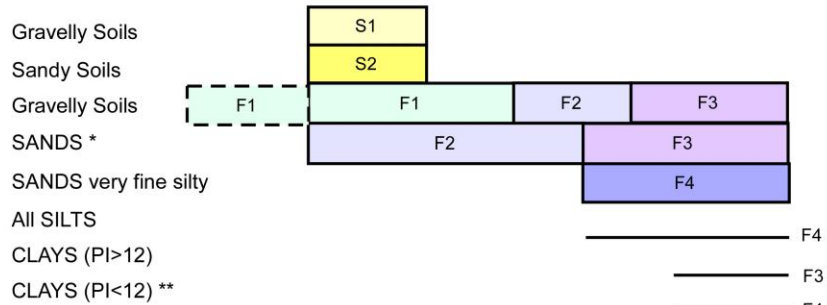 Gravelly Soils S1
Sandy Soils S2
Gravelly Soils F1 F1 F2 F3
SANDS * F2 F3
SANDS very fine silty F4
All SILTS
F4
CLAYS (PI>12)
F3
CLAYS (PI<12) **